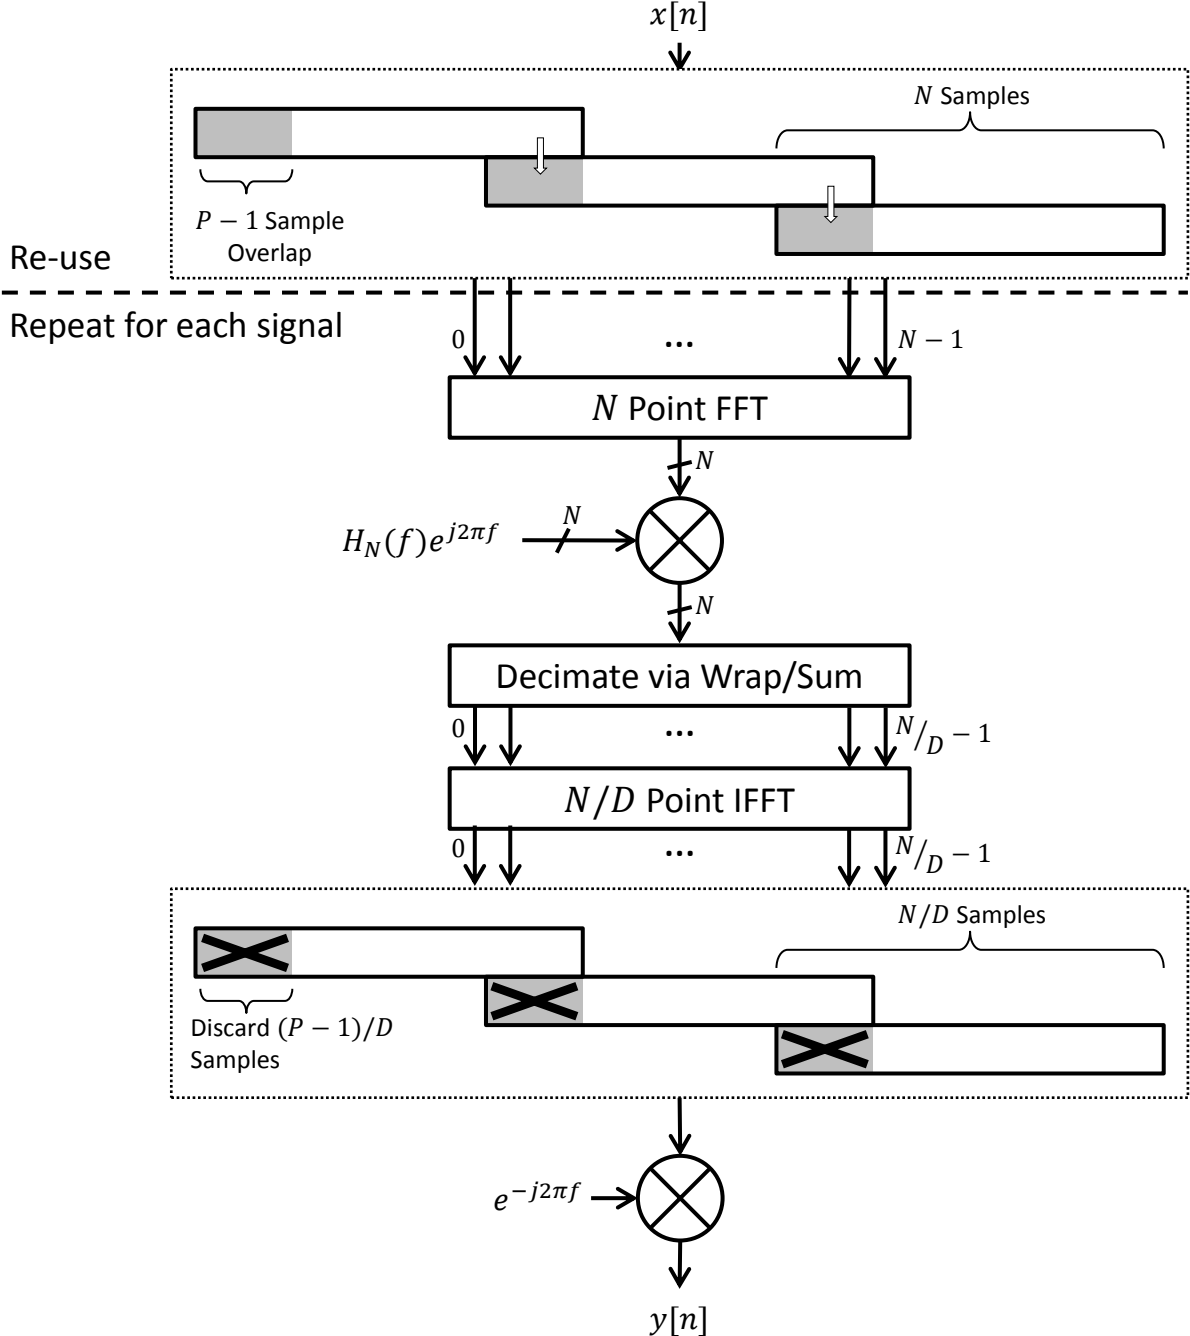 x[n]
N Samples
P − 1 Sample
Overlap
Re-use
Repeat for each signal
0
...
N − 1
N Point FFT
N
H_N(f)e^{j2πf}
N
N
Decimate via Wrap/Sum
0
...
N/D − 1
N/D Point IFFT
0
...
N/D − 1
N/D Samples
Discard (P − 1)/D
Samples
e^{−j2πf}
y[n]